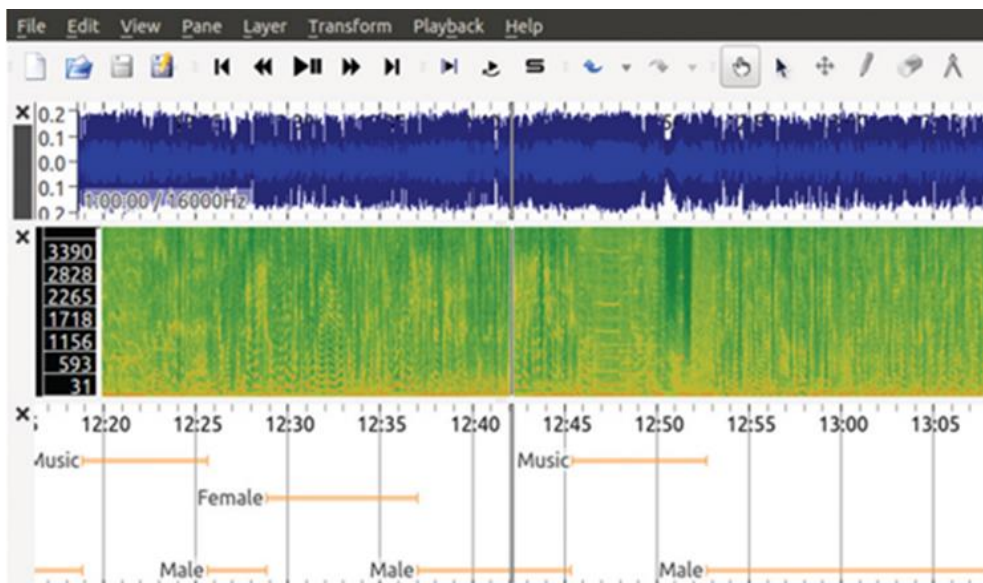 File Edit View Pane Layer Transform Playback Help
0.2
0.1
0.0
0.1
0.2
1:00:00 / 16000Hz
3390
2828
2265
1718
1156
593
31
12:20 12:25 12:30 12:35 12:40 12:45 12:50 12:55 13:00 13:05
Music Music
Female
Male Male Male